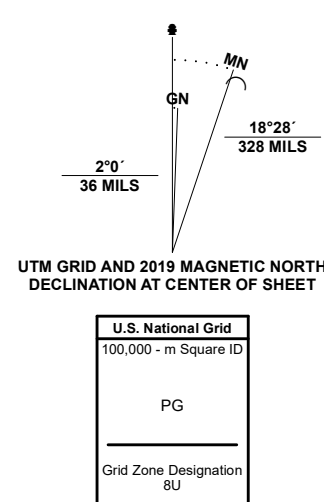 MN
GN
18°28´
328 MILS
2°0´
36 MILS
UTM GRID AND 2019 MAGNETIC NORTH
DECLINATION AT CENTER OF SHEET
U.S. National Grid
100,000 - m Square ID
PG
Grid Zone Designation
8U